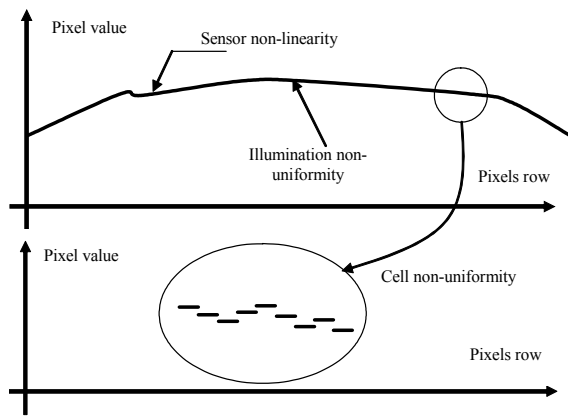 Pixel value
Sensor non-linearity
Illumination non-
uniformity
Pixels row
Pixel value
Cell non-uniformity
Pixels row